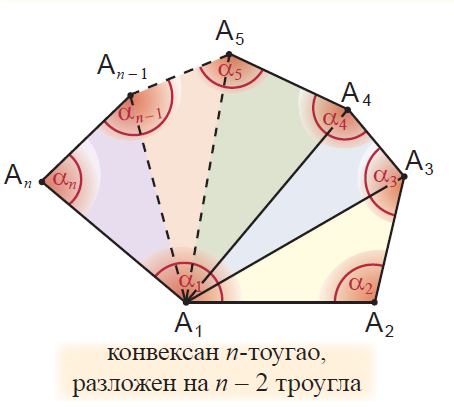 A₅
Aₙ₋₁
α₅
A₄
αₙ₋₁
α₄
A₃
Aₙ
αₙ
α₃
α₁
α₂
A₁
A₂
конвексан n-тоугао,
разложен на n – 2 троугла